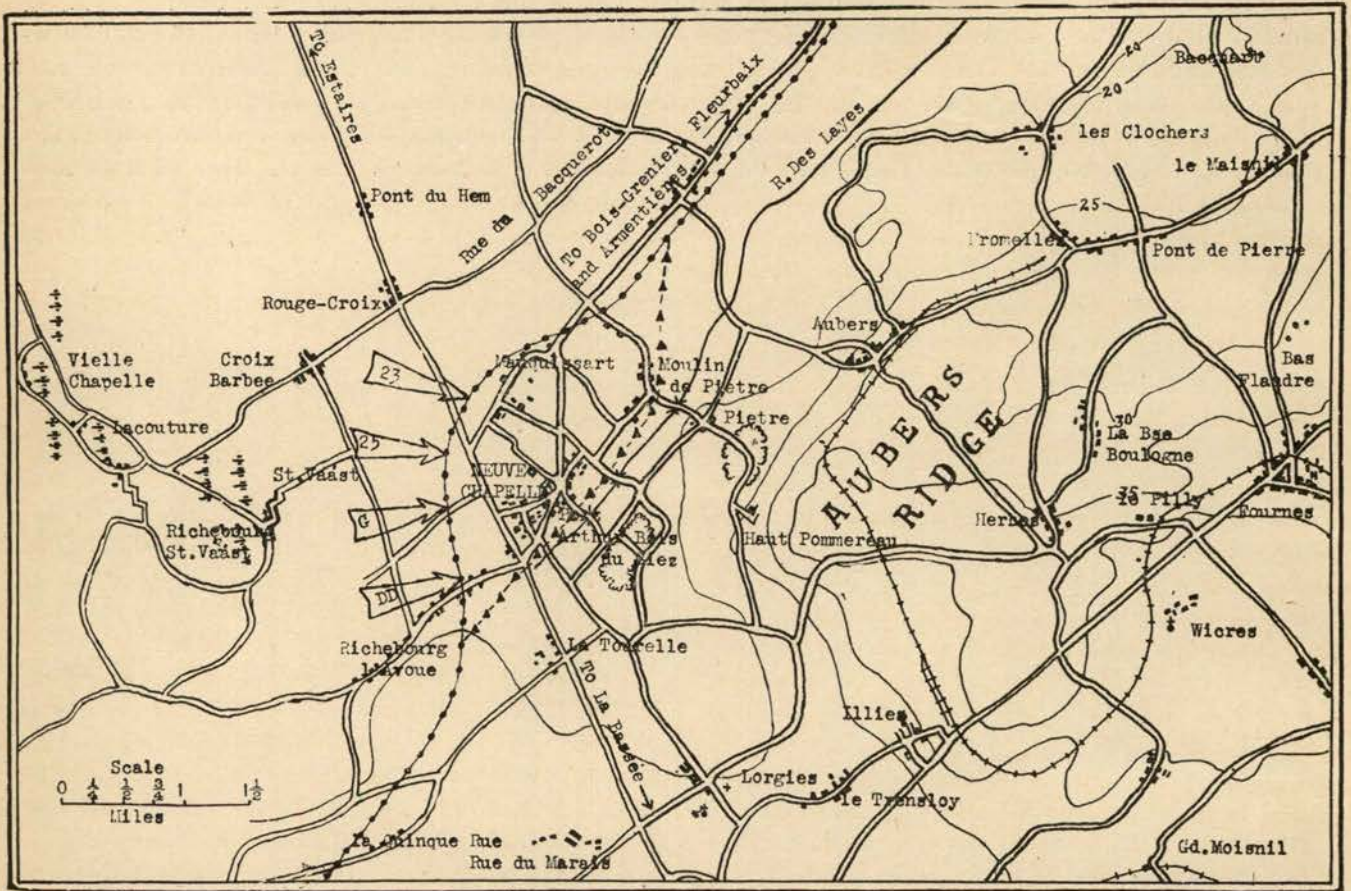 To Estaires
Bacquart
20
20
les Clochers
le Maisnil
25
Fromelles
Pont de Pierre
Fleurbaix
R. Des Layes
To Bois-Grenier
and Armentières
Rue du Bacquerot
Pont du Hem
Rouge-Croix
Aubers
Vielle
Chapelle
Croix
Barbee
23
Mauquissart
Moulin
de Pietre
Pietre
Bas
Flandre
AUBERS
RIDGE
30
La Bse
Boulogne
Lacouture
25
St.Vaast
NEUVE
CHAPELLE
35
le Pilly
Fournes
Richebourg
St.Vaast
G
Arthur
Bois
du Biez
Haut Pommereau
Herbes
DD
Richebourg
l'Avoue
La Tourelle
Wicres
To La Bassée
Illies
Scale
0 1/4 1/2 3/4 1 1 1/2
Miles
Lorgies
le Transloy
la Quinque Rue
Rue du Marais
Gd.Moisnil